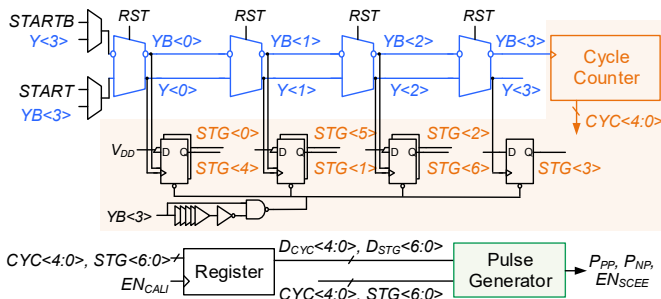 RST RST RST RST
STARTB
Y<3>
YB<0> YB<1> YB<2> YB<3>
Cycle
Counter
START
YB<3>
Y<0> Y<1> Y<2> Y<3>
CYC<4:0>
STG<0> STG<5> STG<2>
VDD D Q D Q D Q D Q
STG<4> STG<1> STG<6> STG<3>
YB<3>
CYC<4:0>, STG<6:0>
Register
DCYC<4:0>, DSTG<6:0>
Pulse
Generator
PPP, PNP,
ENSCEE
ENCALI
CYC<4:0>, STG<6:0>